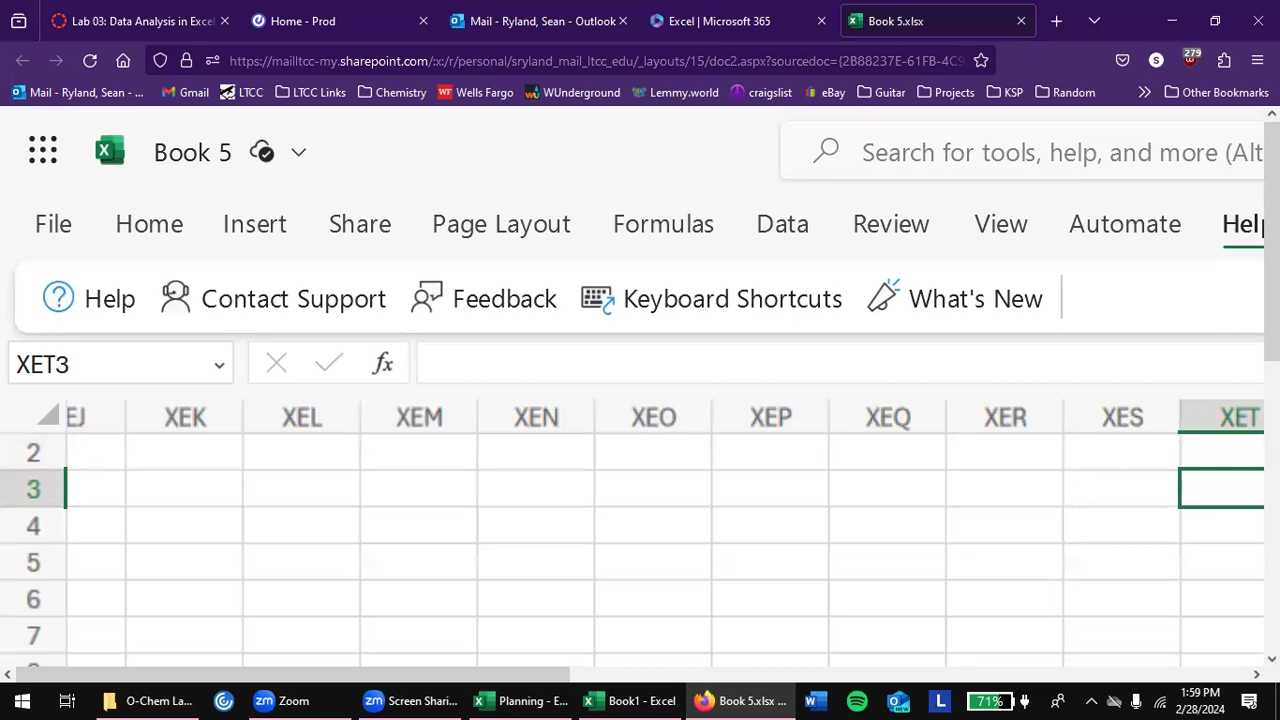 Lab 03: Data Analysis in Excel
Home - Prod
Mail - Ryland, Sean - Outlook
Excel | Microsoft 365
Book 5.xlsx
https://mailltcc-my.sharepoint.com/:x:/r/personal/sryland_mail_ltcc_edu/_layouts/15/doc2.aspx?sourcedoc={2B88237E-61FB-4C9
S
279
Mail - Ryland, Sean - ...
Gmail
LTCC
LTCC Links
Chemistry
WF Wells Fargo
WUnderground
Lemmy.world
craigslist
eBay
Guitar
Projects
KSP
Random
Other Bookmarks
Book 5
Search for tools, help, and more (Alt
File Home Insert Share Page Layout Formulas Data Review View Automate Help
Help
Contact Support
Feedback
Keyboard Shortcuts
What's New
XET3
fx
EJ XEK XEL XEM XEN XEO XEP XEQ XER XES XET
2
3
4
5
6
7
O-Chem La...
zm Zoom
zm Screen Shari...
Planning - E...
Book1 - Excel
Book 5.xlsx ...
L
71%
1:59 PM
2/28/2024